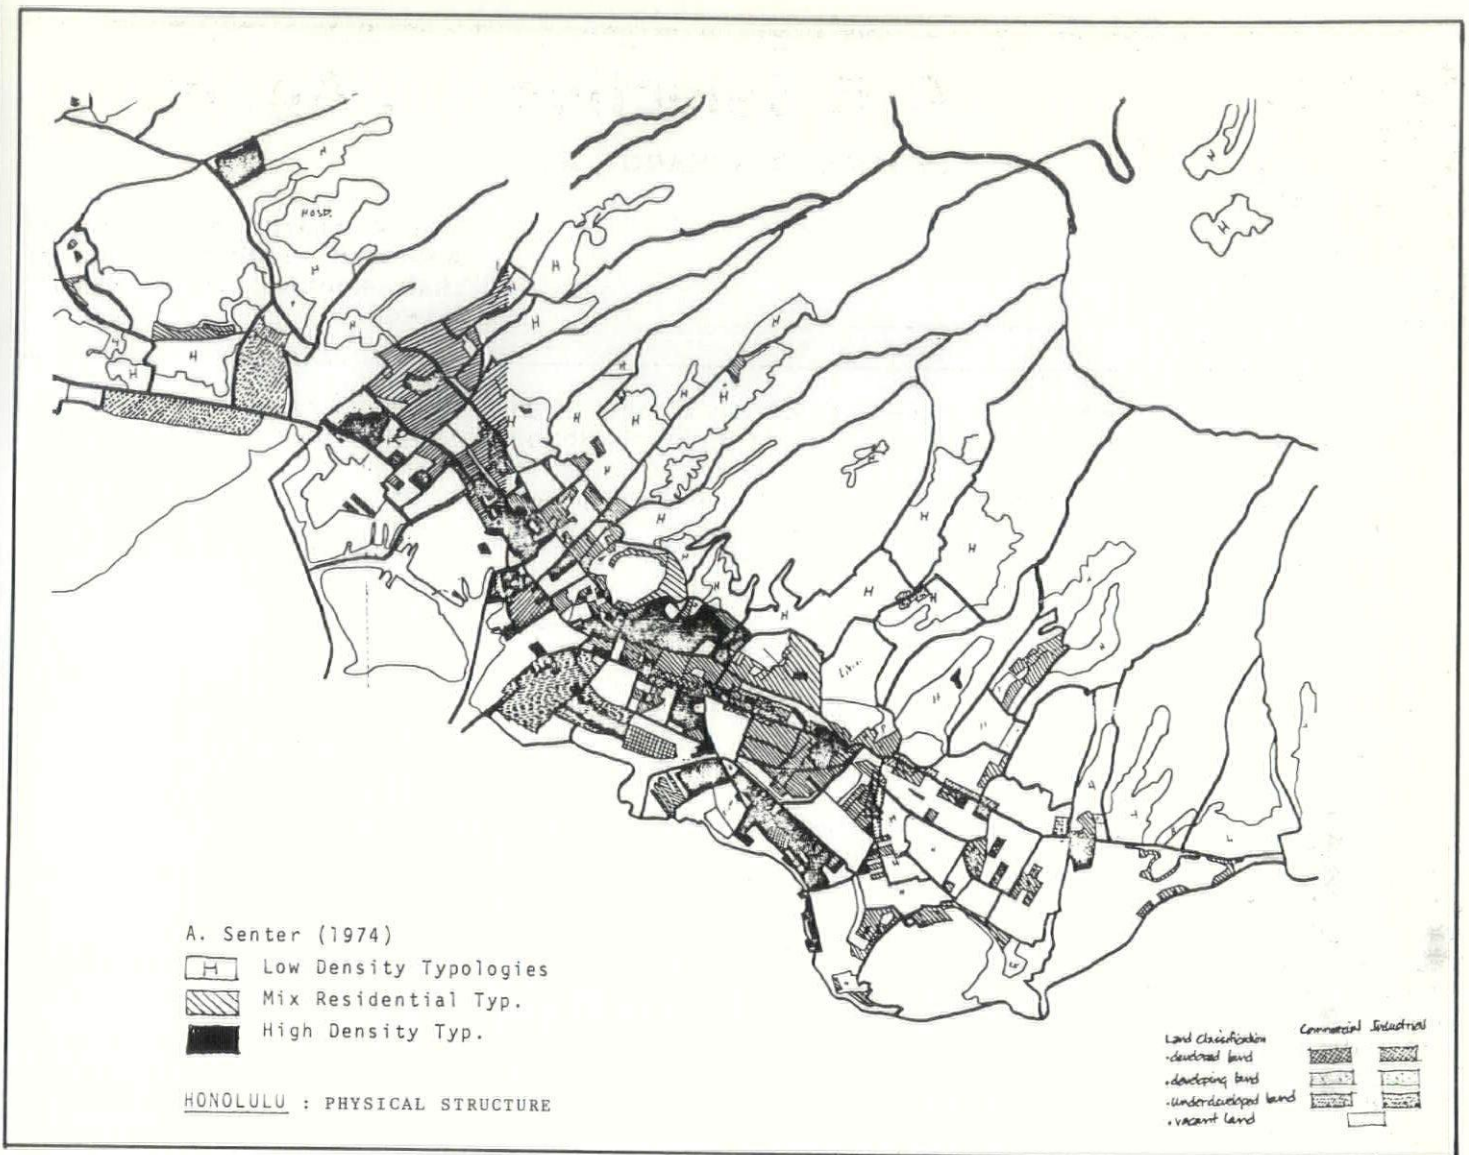 HOSP.
A. Senter (1974)
H Low Density Typologies
Mix Residential Typ.
High Density Typ.
HONOLULU : PHYSICAL STRUCTURE
Land Classification Commercial Industrial
• developed land
• developing land
• Underdeveloped land
• vacant land